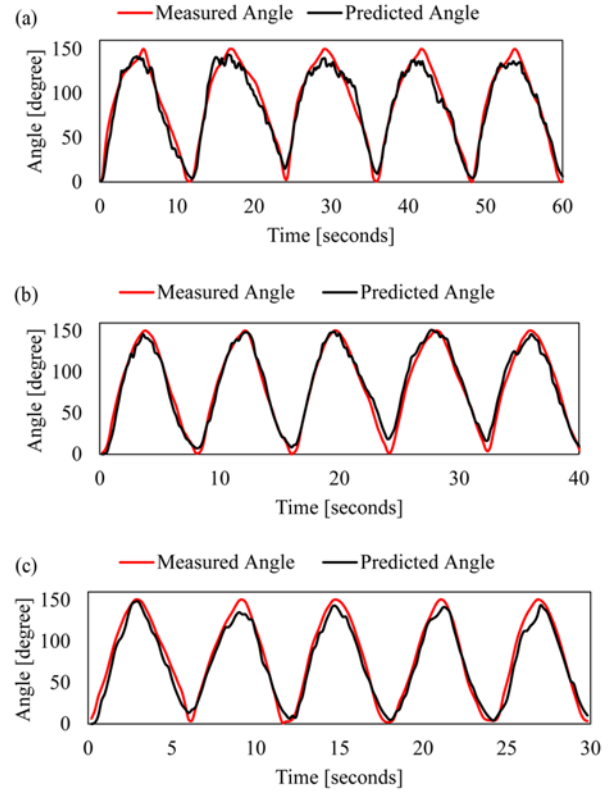 (a)
Measured Angle Predicted Angle
Angle [degree]
150
100
50
0
0 10 20 30 40 50 60
Time [seconds]
(b)
Measured Angle Predicted Angle
Angle [degree]
150
100
50
0
0 10 20 30 40
Time [seconds]
(c)
Measured Angle Predicted Angle
Angle [degree]
150
100
50
0
0 5 10 15 20 25 30
Time [seconds]